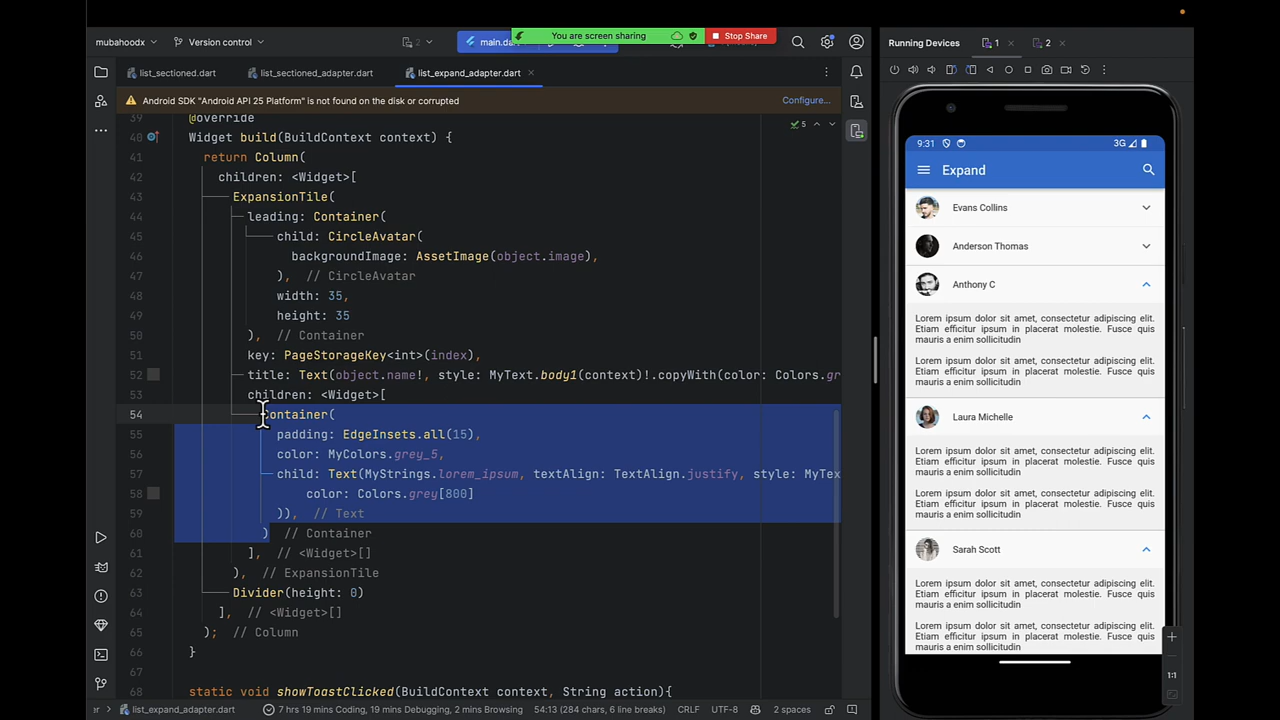 You are screen sharing
Stop Share
mubahoodx
Version control
2
main.dart
Running Devices
1
2
list_sectioned.dart
list_sectioned_adapter.dart
list_expand_adapter.dart
Android SDK "Android API 25 Platform" is not found on the disk or corrupted
Configure...
5
39 @override
40 Widget build(BuildContext context) {
41 return Column(
42 children: <Widget>[
43 ExpansionTile(
44 leading: Container(
45 child: CircleAvatar(
46 backgroundImage: AssetImage(object.image),
47 ), // CircleAvatar
48 width: 35,
49 height: 35
50 ), // Container
51 key: PageStorageKey<int>(index),
52 title: Text(object.name!, style: MyText.body1(context)!.copyWith(color: Colors.gr
53 children: <Widget>[
54 Container(
55 padding: EdgeInsets.all(15),
56 color: MyColors.grey_5,
57 child: Text(MyStrings.lorem_ipsum, textAlign: TextAlign.justify, style: MyTex
58 color: Colors.grey[800]
59 )), // Text
60 ) // Container
61 ], // <Widget>[]
62 ), // ExpansionTile
63 Divider(height: 0)
64 ], // <Widget>[]
65 ); // Column
66 }
67
68 static void showToastClicked(BuildContext context, String action){
er
list_expand_adapter.dart
7 hrs 19 mins Coding, 19 mins Debugging, 2 mins Browsing
54:13 (284 chars, 6 line breaks)
CRLF
UTF-8
2 spaces
9:31
3G
Expand
Evans Collins
Anderson Thomas
Anthony C
Lorem ipsum dolor sit amet, consectetur adipiscing elit.
Etiam efficitur ipsum in placerat molestie. Fusce quis
mauris a enim sollicitudin
Lorem ipsum dolor sit amet, consectetur adipiscing elit.
Etiam efficitur ipsum in placerat molestie. Fusce quis
mauris a enim sollicitudin
Laura Michelle
Lorem ipsum dolor sit amet, consectetur adipiscing elit.
Etiam efficitur ipsum in placerat molestie. Fusce quis
mauris a enim sollicitudin
Lorem ipsum dolor sit amet, consectetur adipiscing elit.
Etiam efficitur ipsum in placerat molestie. Fusce quis
mauris a enim sollicitudin
Sarah Scott
Lorem ipsum dolor sit amet, consectetur adipiscing elit.
Etiam efficitur ipsum in placerat molestie. Fusce quis
mauris a enim sollicitudin
Lorem ipsum dolor sit amet, consectetur adipiscing elit.
Etiam efficitur ipsum in placerat molestie. Fusce quis
mauris a enim sollicitudin
1:1